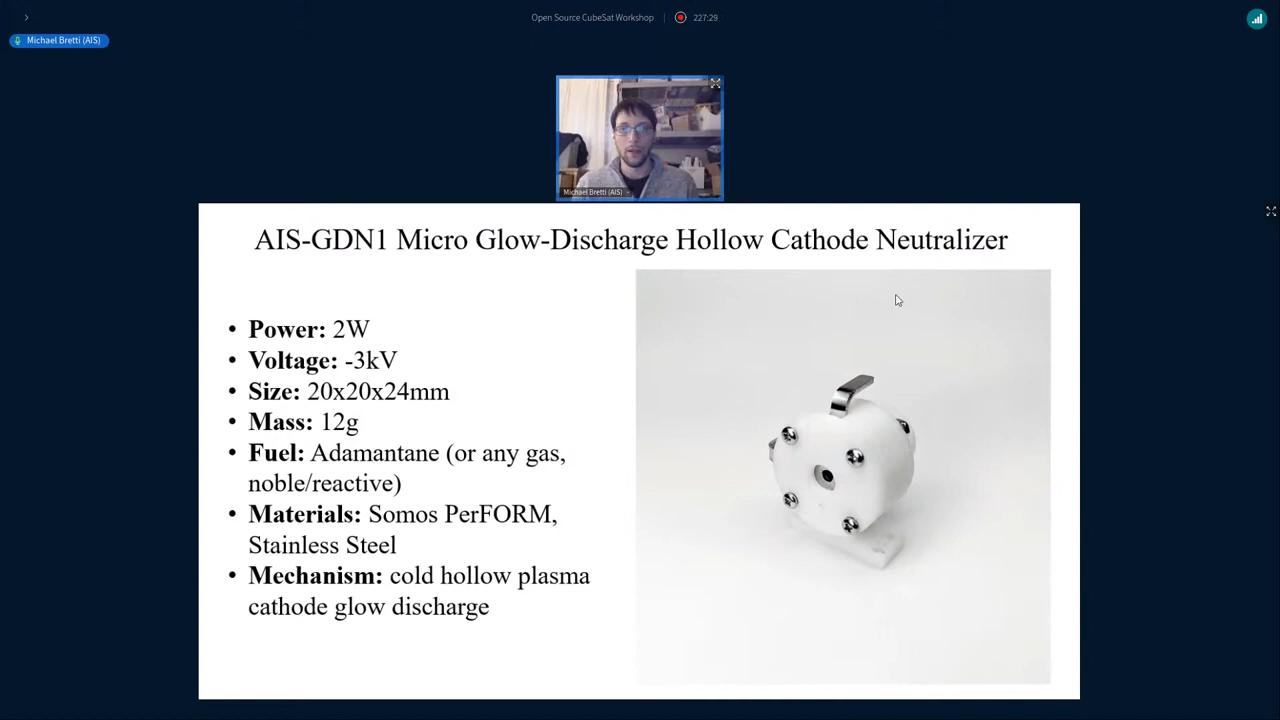 Open Source CubeSat Workshop
227:29
Michael Bretti (AIS)
Michael Bretti (AIS)
AIS-GDN1 Micro Glow-Discharge Hollow Cathode Neutralizer
• Power: 2W
• Voltage: -3kV
• Size: 20x20x24mm
• Mass: 12g
• Fuel: Adamantane (or any gas,
noble/reactive)
• Materials: Somos PerFORM,
Stainless Steel
• Mechanism: cold hollow plasma
cathode glow discharge